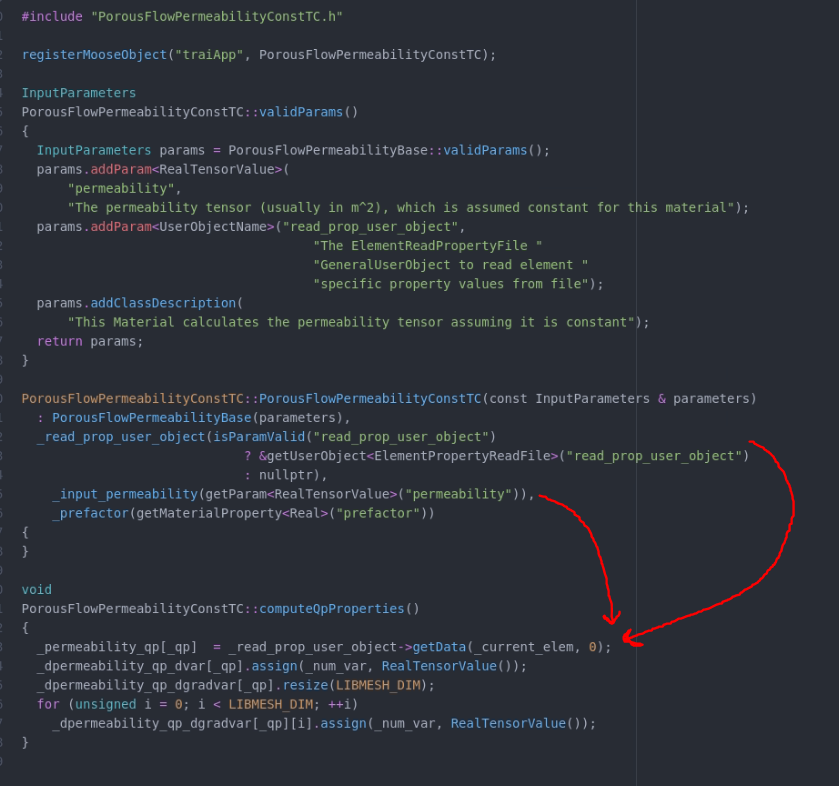 #include "PorousFlowPermeabilityConstTC.h"
registerMooseObject("traiApp", PorousFlowPermeabilityConstTC);
InputParameters
PorousFlowPermeabilityConstTC::validParams()
{
  InputParameters params = PorousFlowPermeabilityBase::validParams();
  params.addParam<RealTensorValue>(
      "permeability",
      "The permeability tensor (usually in m^2), which is assumed constant for this material");
  params.addParam<UserObjectName>("read_prop_user_object",
                                      "The ElementReadPropertyFile "
                                      "GeneralUserObject to read element "
                                      "specific property values from file");
  params.addClassDescription(
      "This Material calculates the permeability tensor assuming it is constant");
  return params;
}
PorousFlowPermeabilityConstTC::PorousFlowPermeabilityConstTC(const InputParameters & parameters)
  : PorousFlowPermeabilityBase(parameters),
  _read_prop_user_object(isParamValid("read_prop_user_object")
                             ? &getUserObject<ElementPropertyReadFile>("read_prop_user_object")
                             : nullptr),
    _input_permeability(getParam<RealTensorValue>("permeability")),
    _prefactor(getMaterialProperty<Real>("prefactor"))
{
}
void
PorousFlowPermeabilityConstTC::computeQpProperties()
{
  _permeability_qp[_qp]  = _read_prop_user_object->getData(_current_elem, 0);
  _dpermeability_qp_dvar[_qp].assign(_num_var, RealTensorValue());
  _dpermeability_qp_dgradvar[_qp].resize(LIBMESH_DIM);
  for (unsigned i = 0; i < LIBMESH_DIM; ++i)
    _dpermeability_qp_dgradvar[_qp][i].assign(_num_var, RealTensorValue());
}